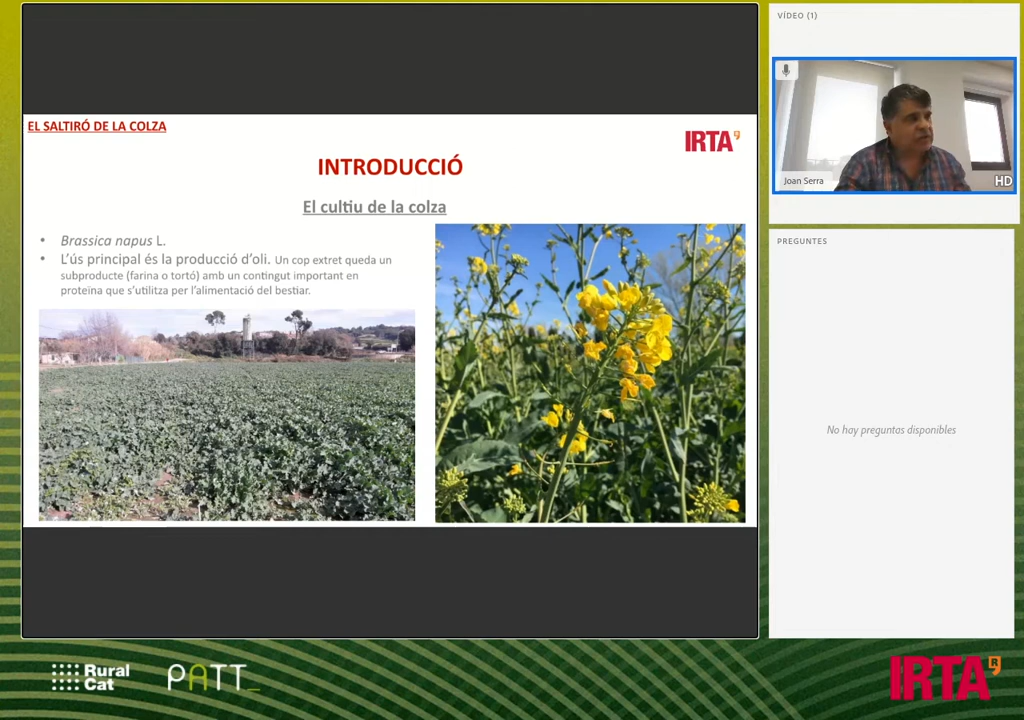 EL SALTIRÓ DE LA COLZA
IRTA
INTRODUCCIÓ
El cultiu de la colza
• Brassica napus L.
• L'ús principal és la producció d'oli. Un cop extret queda un
subproducte (farina o tortó) amb un contingut important en
proteïna que s'utilitza per l'alimentació del bestiar.
VÍDEO (1)
Joan Serra
HD
PREGUNTES
No hay preguntas disponibles
Rural
Cat
PATT_
IRTA
R